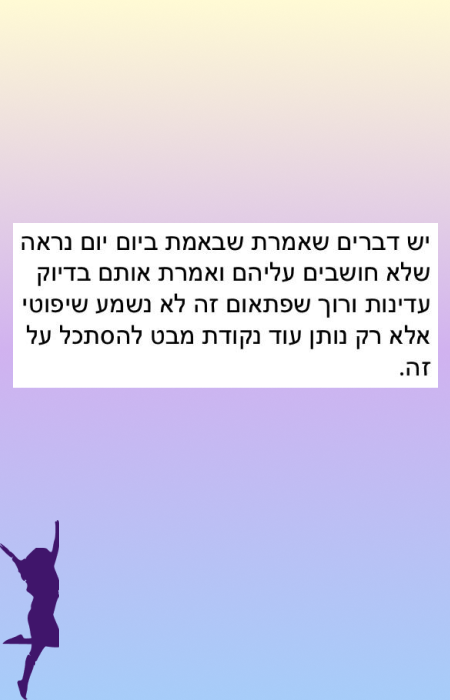 יש דברים שאמרת שבאמת ביום יום נראה
שלא חושבים עליהם ואמרת אותם בדיוק
עדינות ורוך שפתאום זה לא נשמע שיפוטי
אלא רק נותן עוד נקודת מבט להסתכל על
זה.